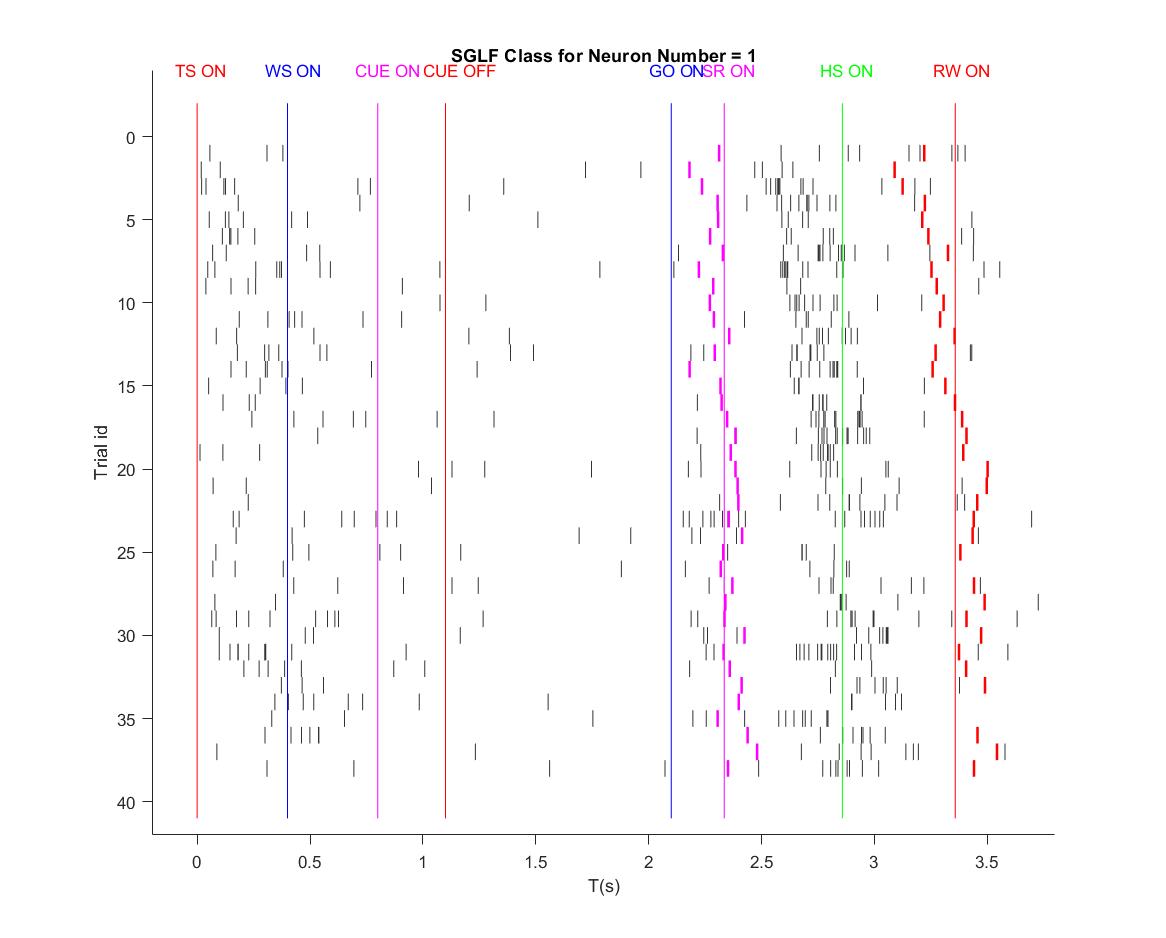 SGLF Class for Neuron Number = 1
TS ON WS ON CUE ON CUE OFF GO ON SR ON HS ON RW ON
0
5
10
15
20
25
30
35
40
Trial id
0 0.5 1 1.5 2 2.5 3 3.5
T(s)